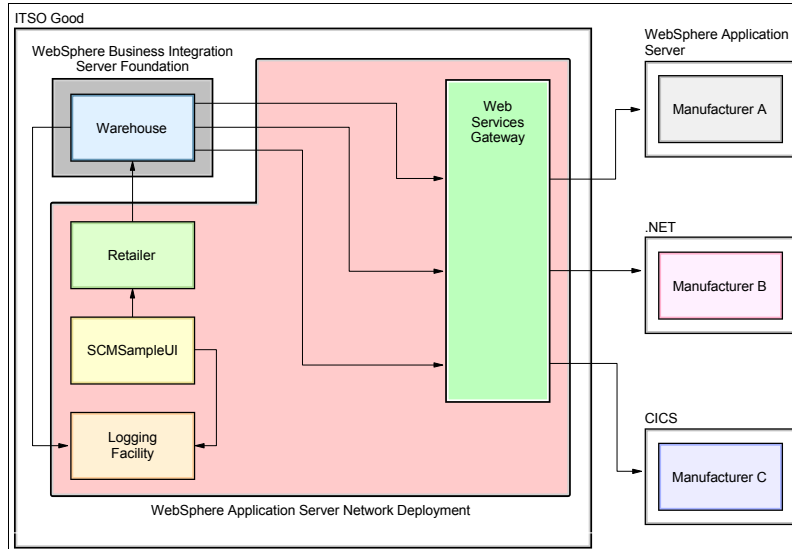 ITSO Good
WebSphere Business Integration
Server Foundation
Warehouse
Retailer
SCMSampleUI
Logging
Facility
Web
Services
Gateway
WebSphere Application Server Network Deployment
WebSphere Application
Server
Manufacturer A
.NET
Manufacturer B
CICS
Manufacturer C